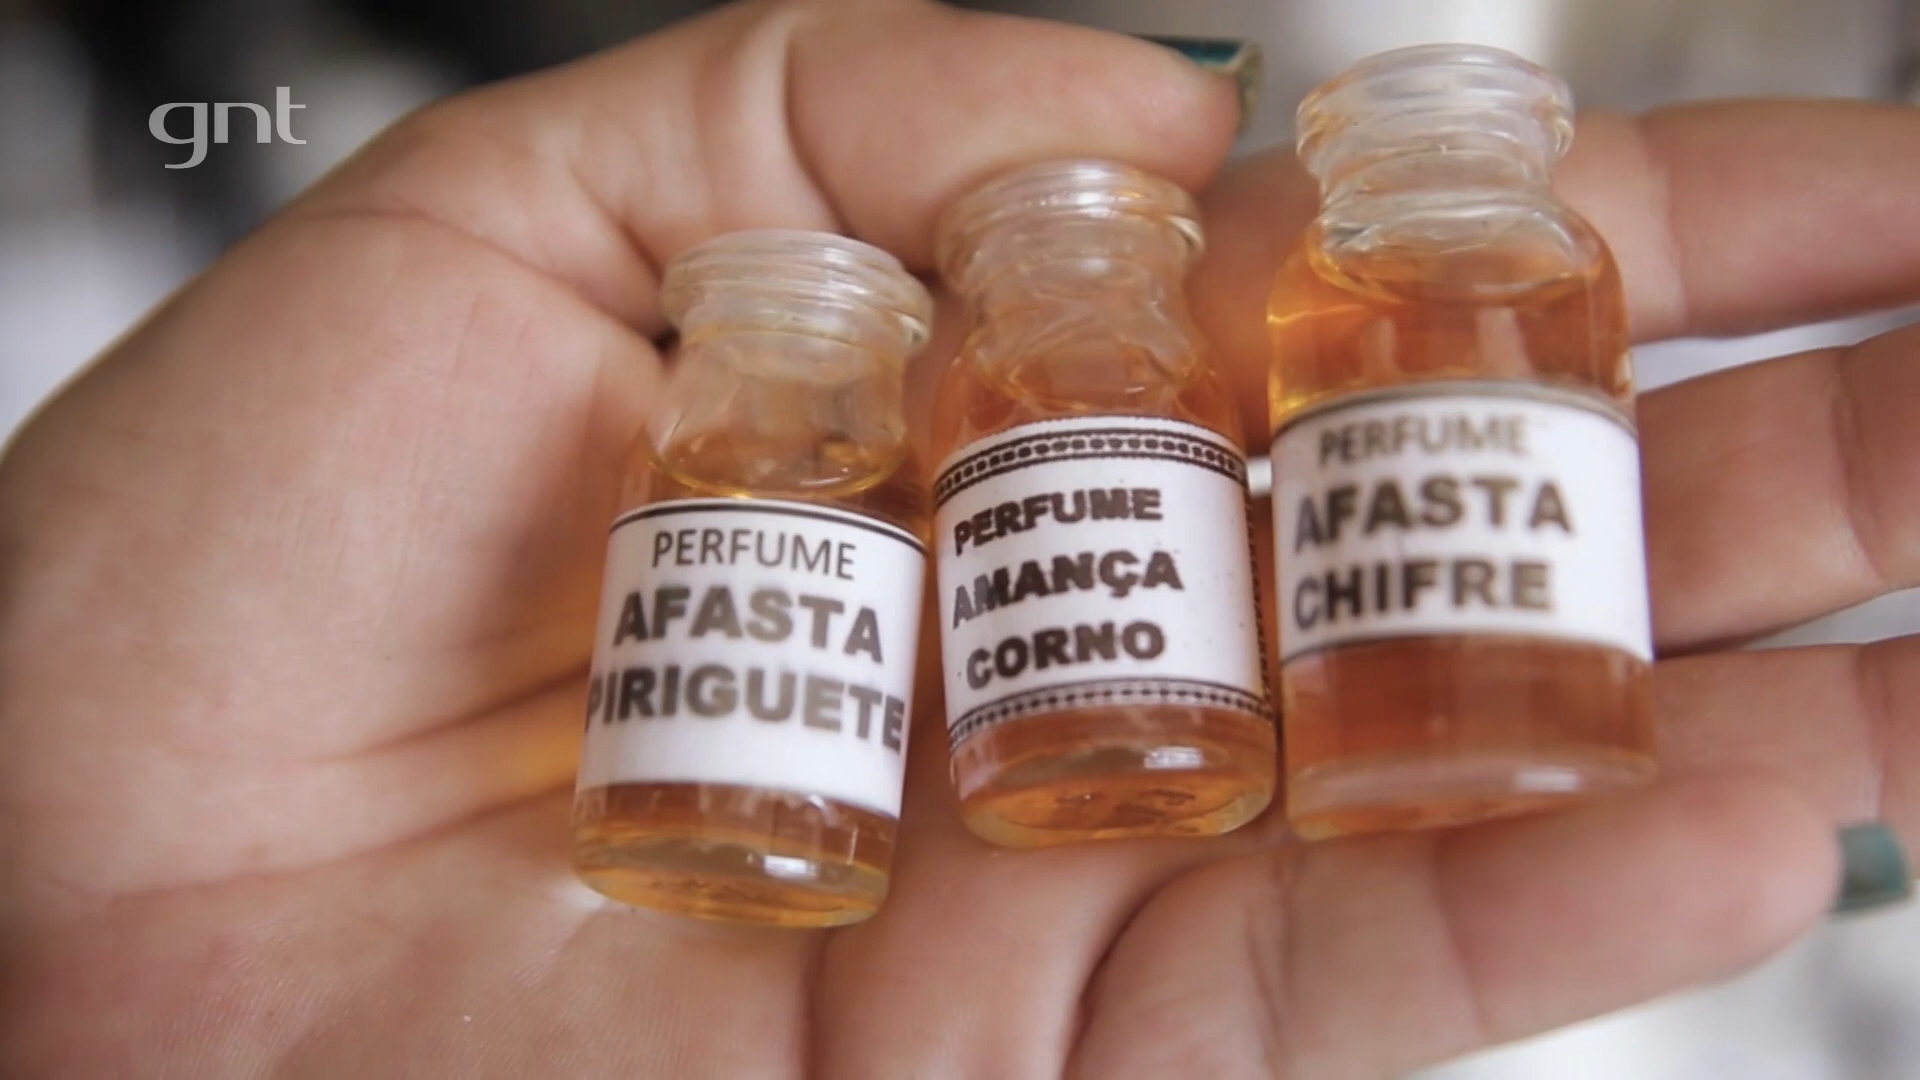 gnt
PERFUME
AFASTA
PIRIGUETE
PERFUME
AMANÇA
CORNO
PERFUME
AFASTA
CHIFRE